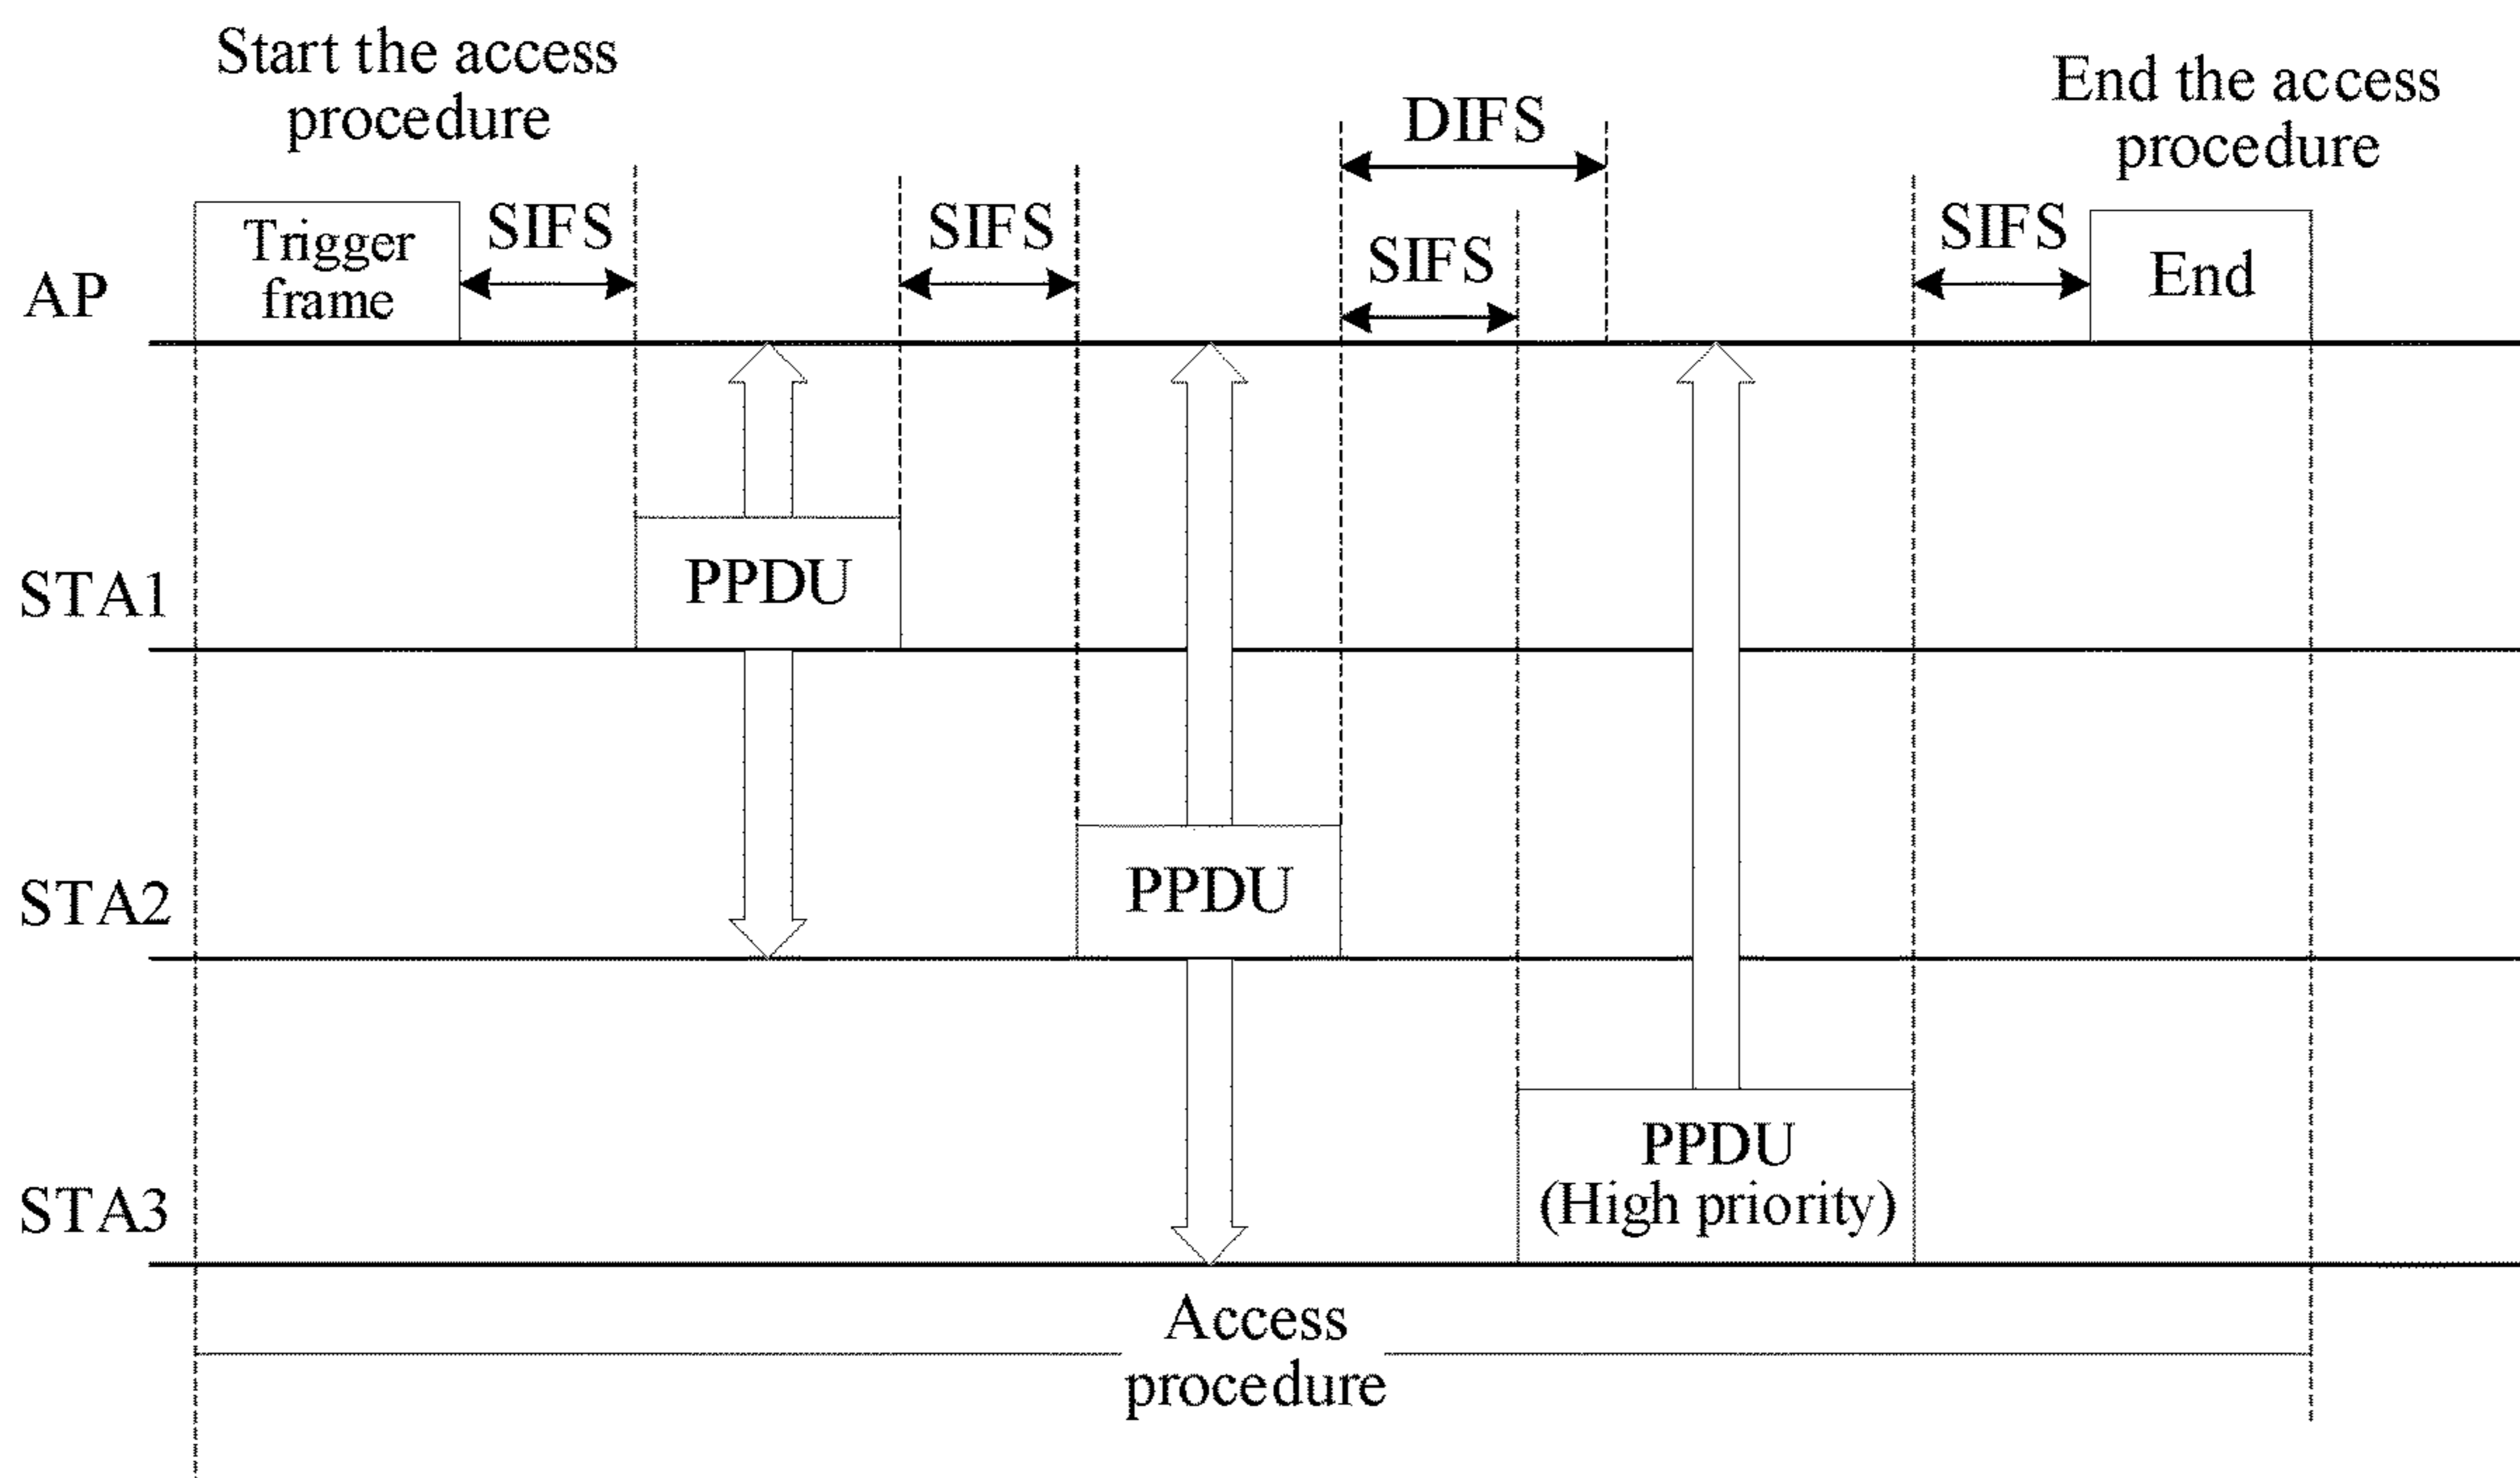 Start the access
procedure
DIFS
End the access
procedure
AP
Trigger
frame
SIFS
SIFS
SIFS
SIFS
End
STA1
PPDU
STA2
PPDU
STA3
PPDU
(High priority)
Access
procedure